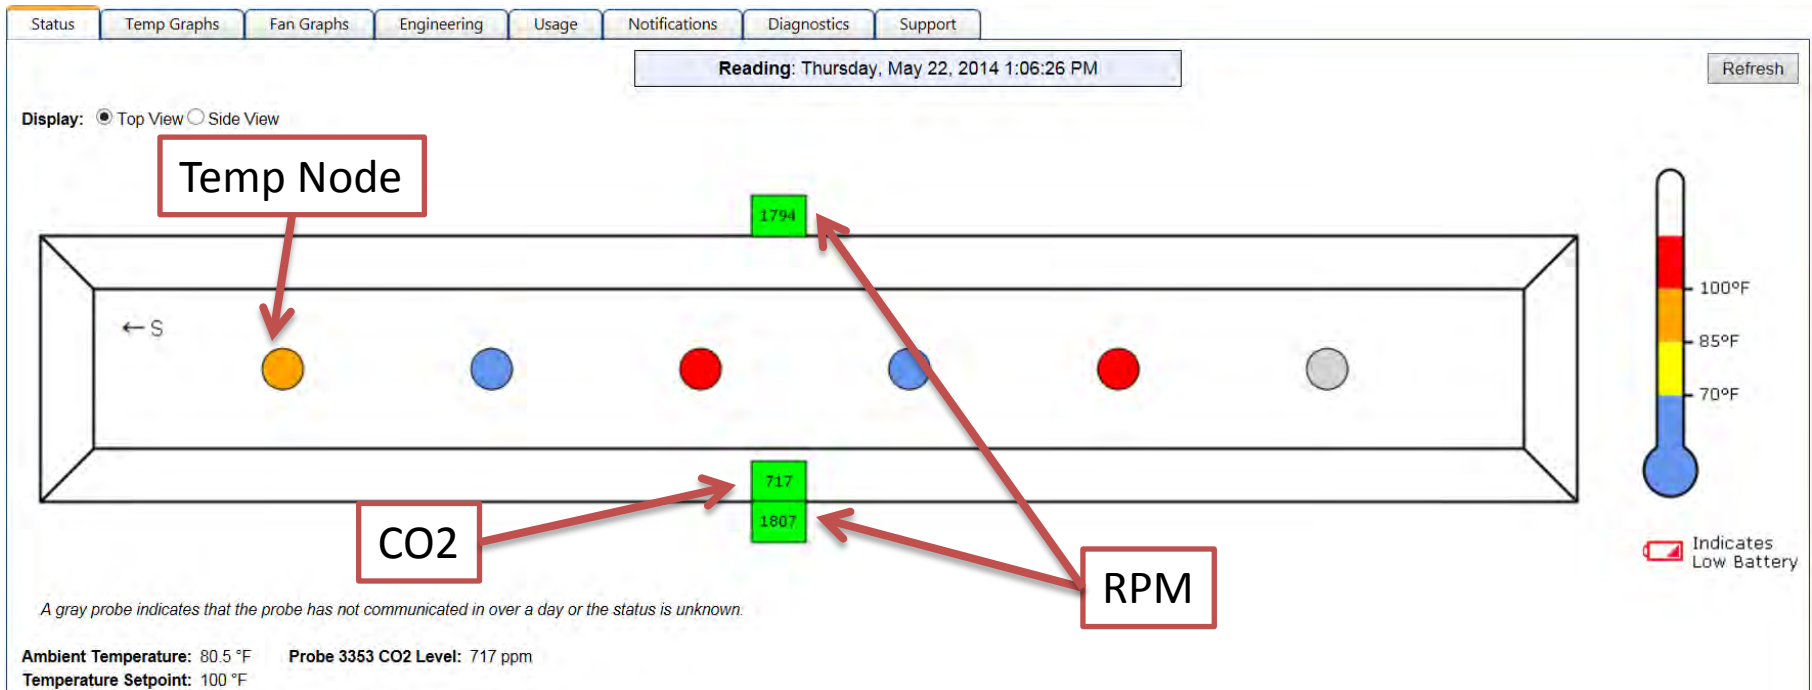 Status Temp Graphs Fan Graphs Engineering Usage Notifications Diagnostics Support
Reading: Thursday, May 22, 2014 1:06:26 PM
Refresh
Display: Top View Side View
Temp Node
1794
←S
100°F
85°F
70°F
717
1807
CO2
RPM
Indicates
Low Battery
A gray probe indicates that the probe has not communicated in over a day or the status is unknown.
Ambient Temperature: 80.5 °F Probe 3353 CO2 Level: 717 ppm
Temperature Setpoint: 100 °F